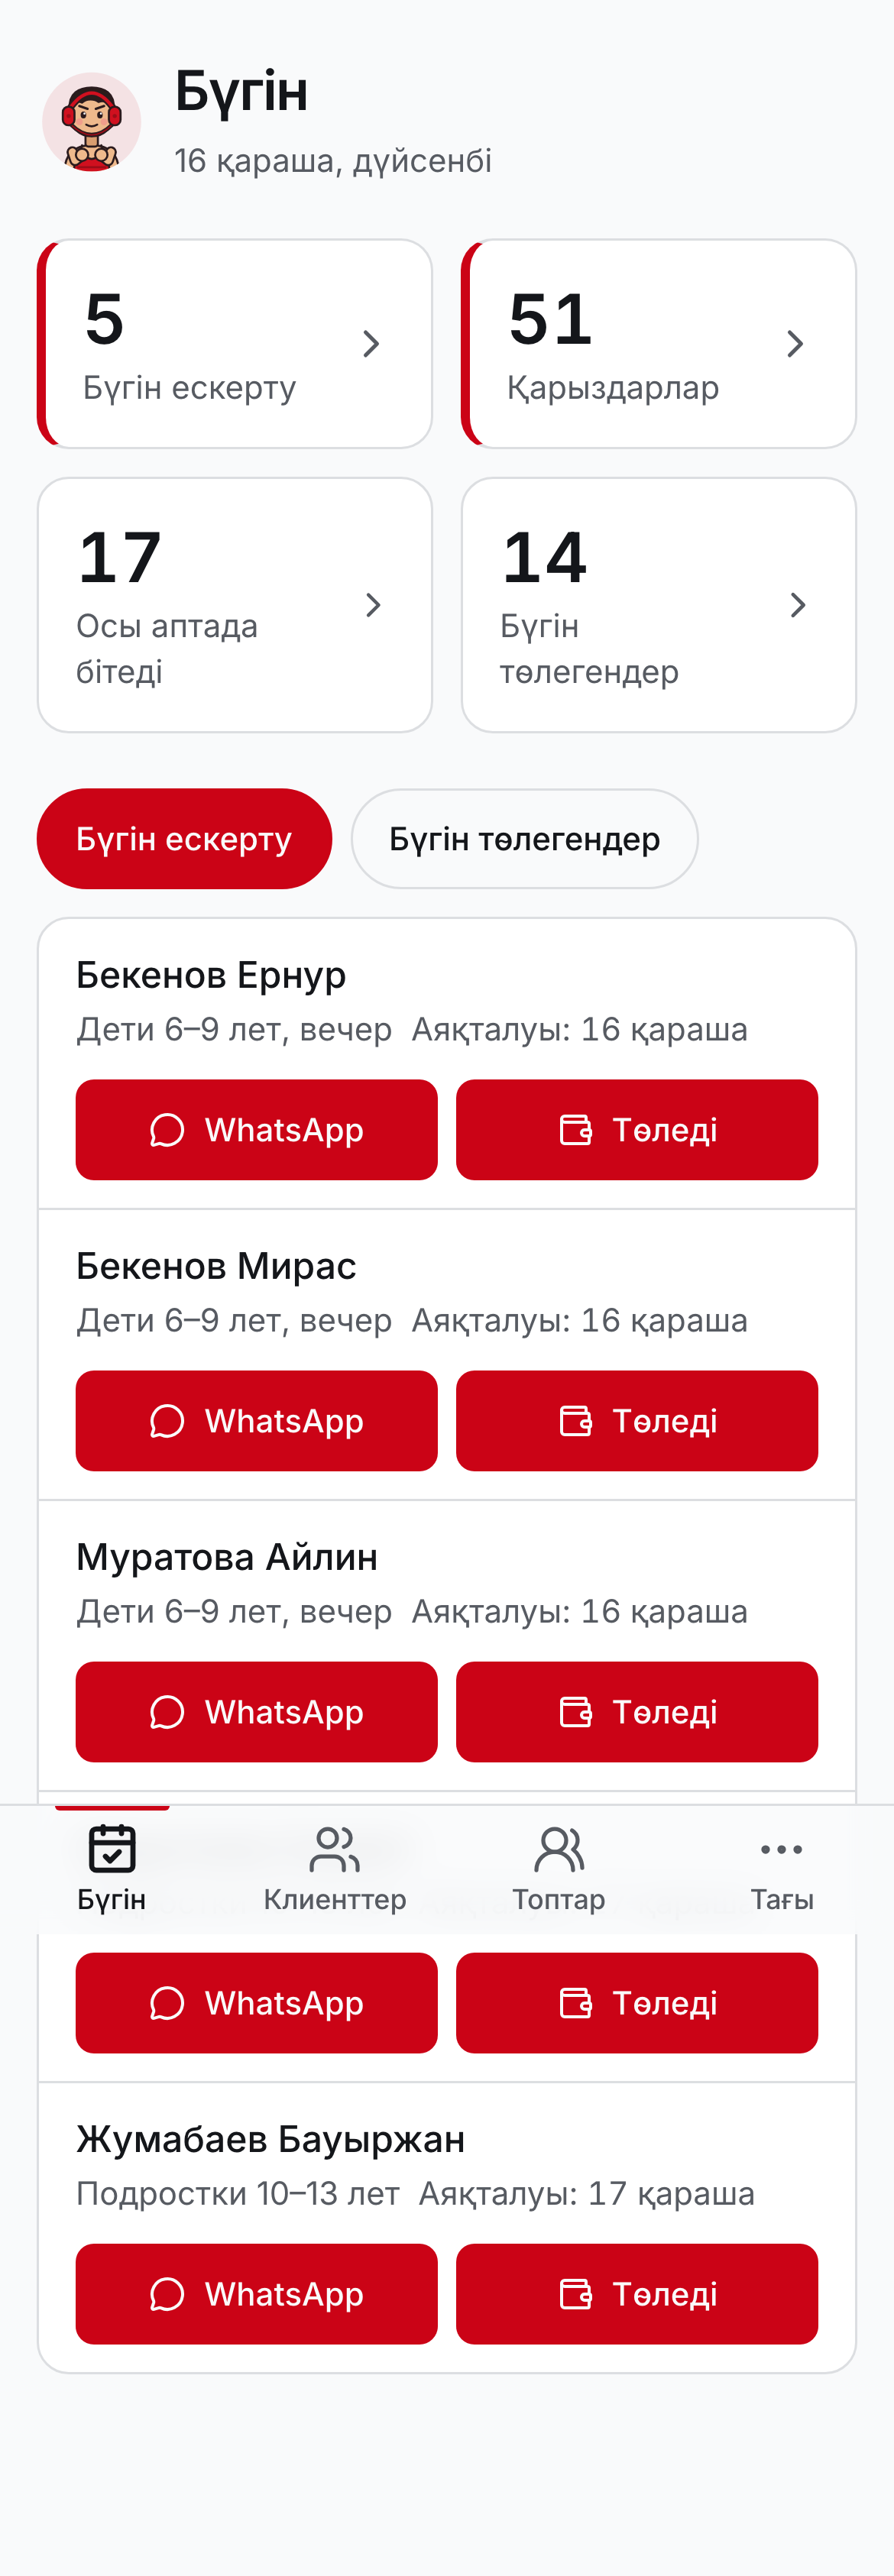 Бүгін
16 қараша, дүйсенбі
5
Бүгін ескерту
51
Қарыздарлар
17
Осы аптада
бітеді
14
Бүгін
төлегендер
Бүгін ескерту
Бүгін төлегендер
Бекенов Ернур
Дети 6–9 лет, вечер Аяқталуы: 16 қараша
WhatsApp
Төледі
Бекенов Мирас
Дети 6–9 лет, вечер Аяқталуы: 16 қараша
WhatsApp
Төледі
Муратова Айлин
Дети 6–9 лет, вечер Аяқталуы: 16 қараша
WhatsApp
Төледі
Бүгін
Клиенттер
Топтар
Тағы
WhatsApp
Төледі
Жумабаев Бауыржан
Подростки 10–13 лет Аяқталуы: 17 қараша
WhatsApp
Төледі